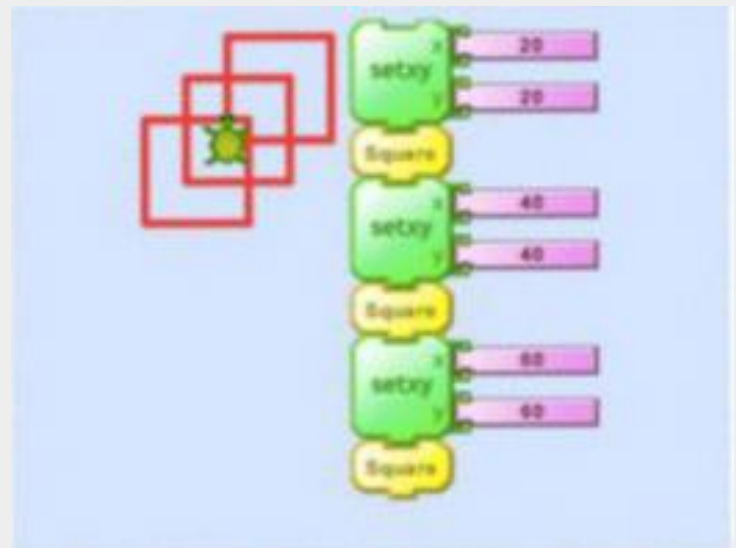 x 20
setxy
y 20
Square
x 40
setxy
y 40
Square
x 60
setxy
y 60
Square